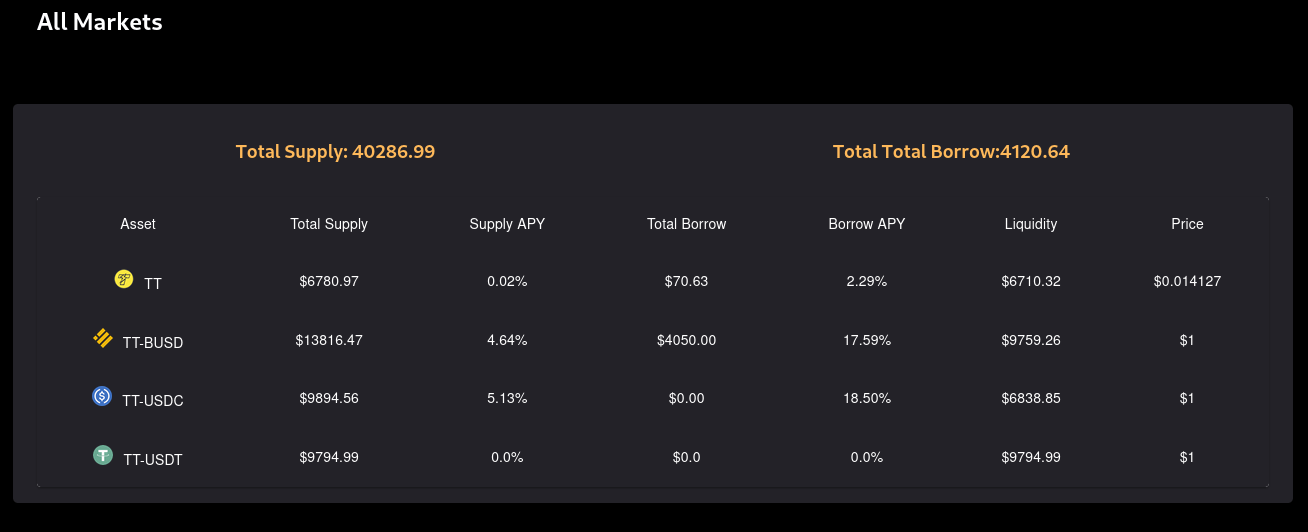 All Markets
Total Supply: 40286.99 Total Total Borrow:4120.64
Asset Total Supply Supply APY Total Borrow Borrow APY Liquidity Price
TT $6780.97 0.02% $70.63 2.29% $6710.32 $0.014127
TT-BUSD $13816.47 4.64% $4050.00 17.59% $9759.26 $1
TT-USDC $9894.56 5.13% $0.00 18.50% $6838.85 $1
TT-USDT $9794.99 0.0% $0.0 0.0% $9794.99 $1